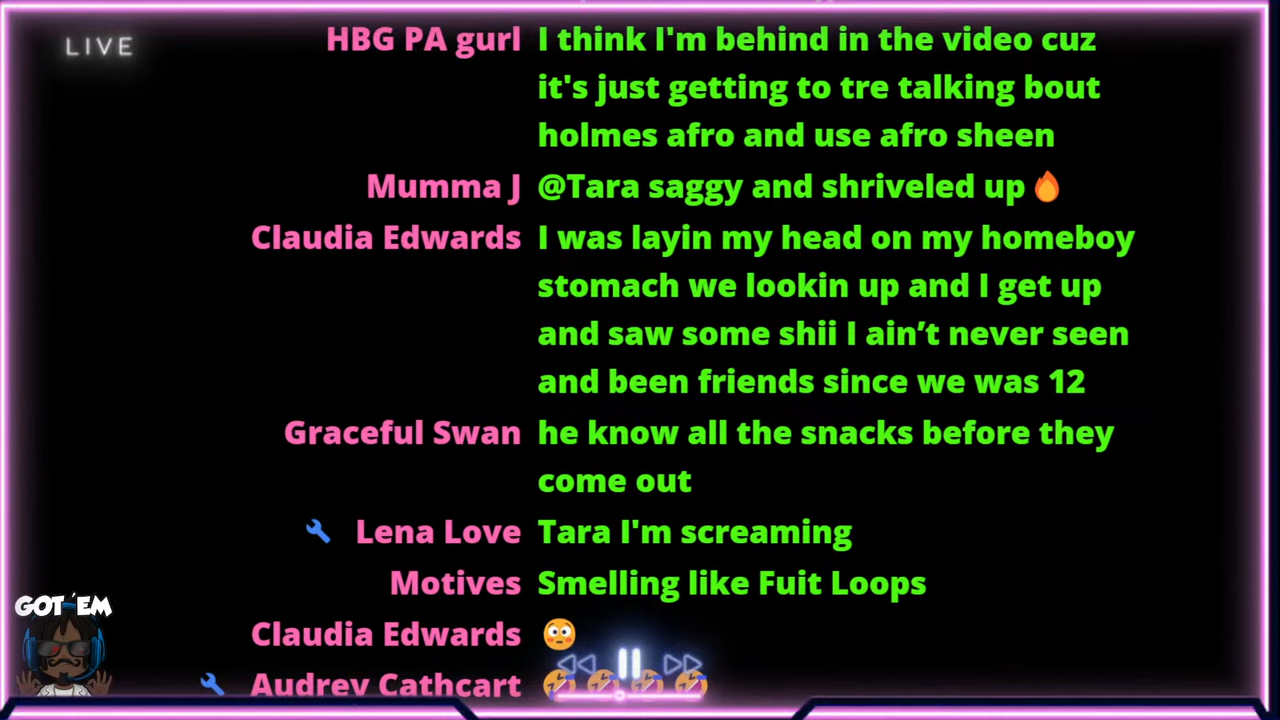 LIVE
HBG PA gurl I think I'm behind in the video cuz
it's just getting to tre talking bout
holmes afro and use afro sheen
Mumma J @Tara saggy and shriveled up 🔥
Claudia Edwards I was layin my head on my homeboy
stomach we lookin up and I get up
and saw some shii I ain’t never seen
and been friends since we was 12
Graceful Swan he know all the snacks before they
come out
Lena Love Tara I'm screaming
Motives Smelling like Fuit Loops
Claudia Edwards 😳
Audrey Cathcart 🤣🤣🤣🤣
GOT 'EM